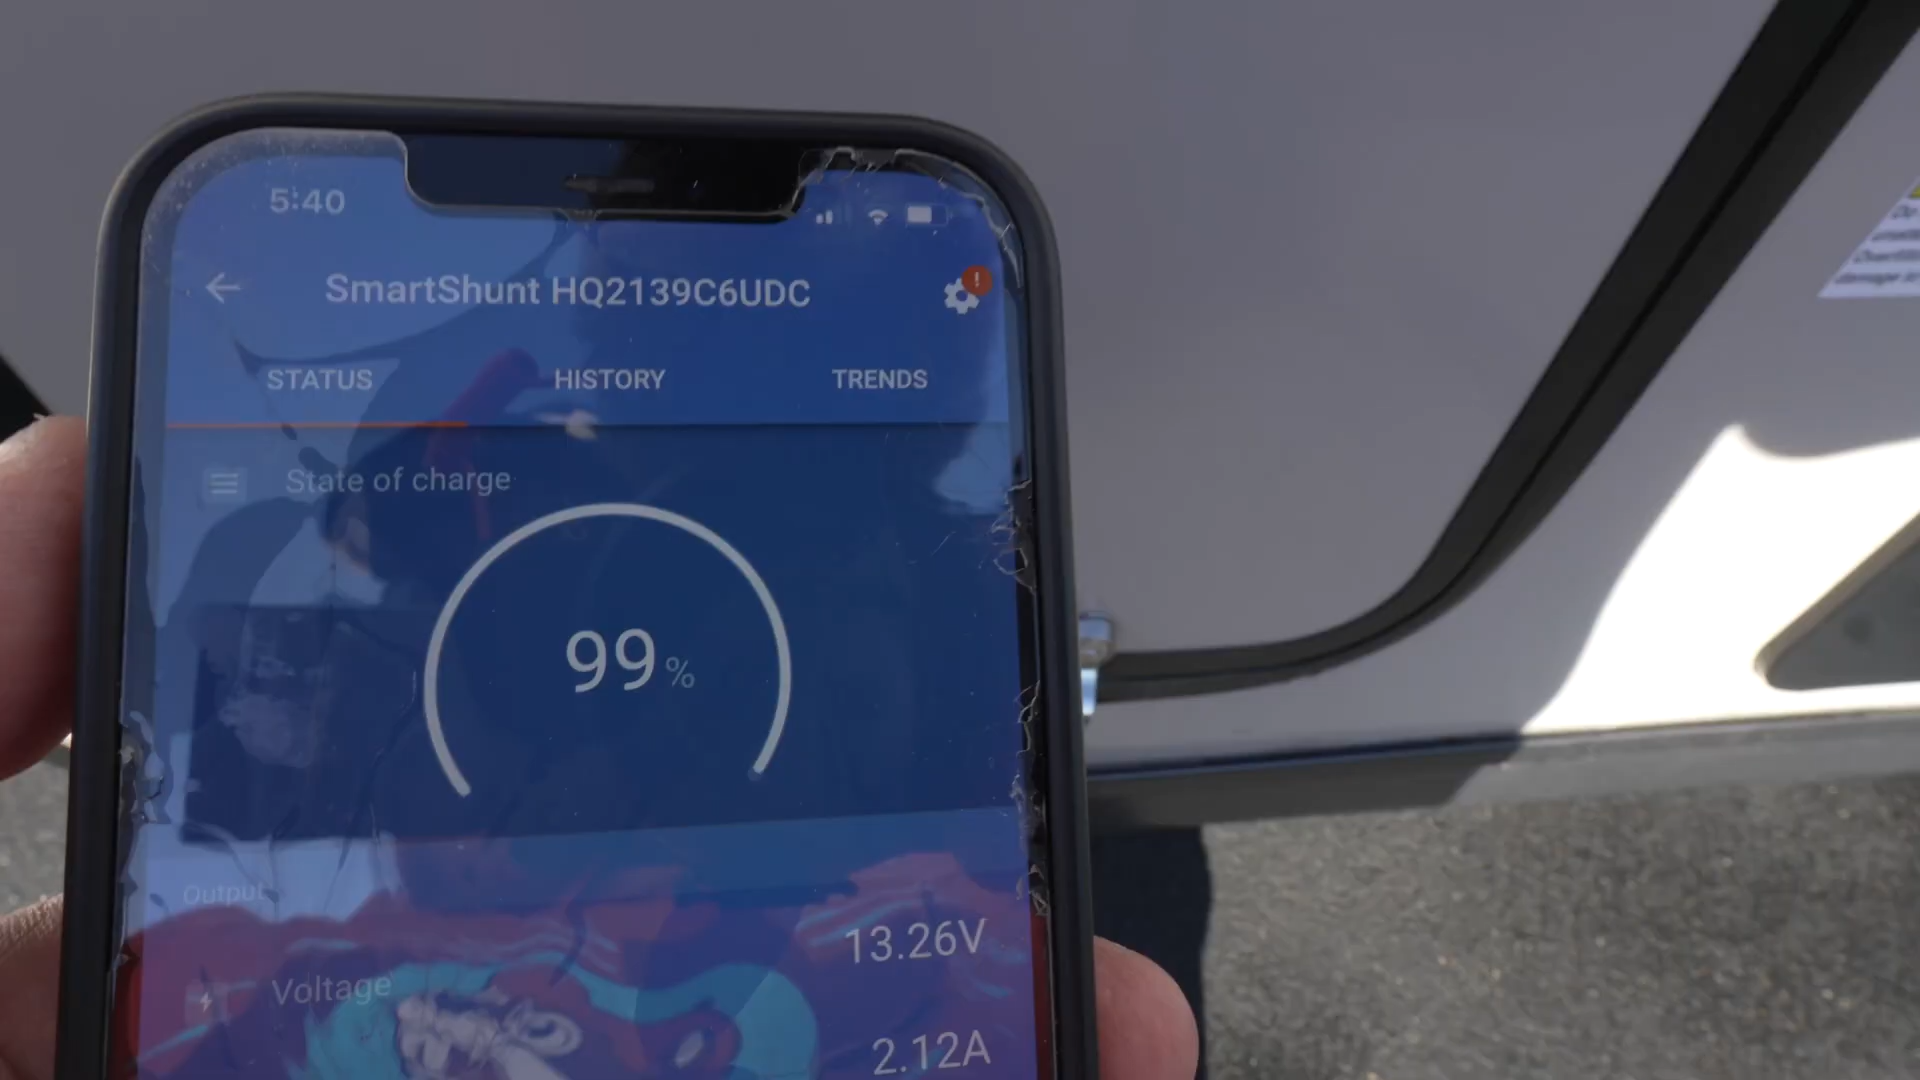 5:40
SmartShunt HQ2139C6UDC
STATUS HISTORY TRENDS
State of charge
99%
Output
13.26V
Voltage
2.12A